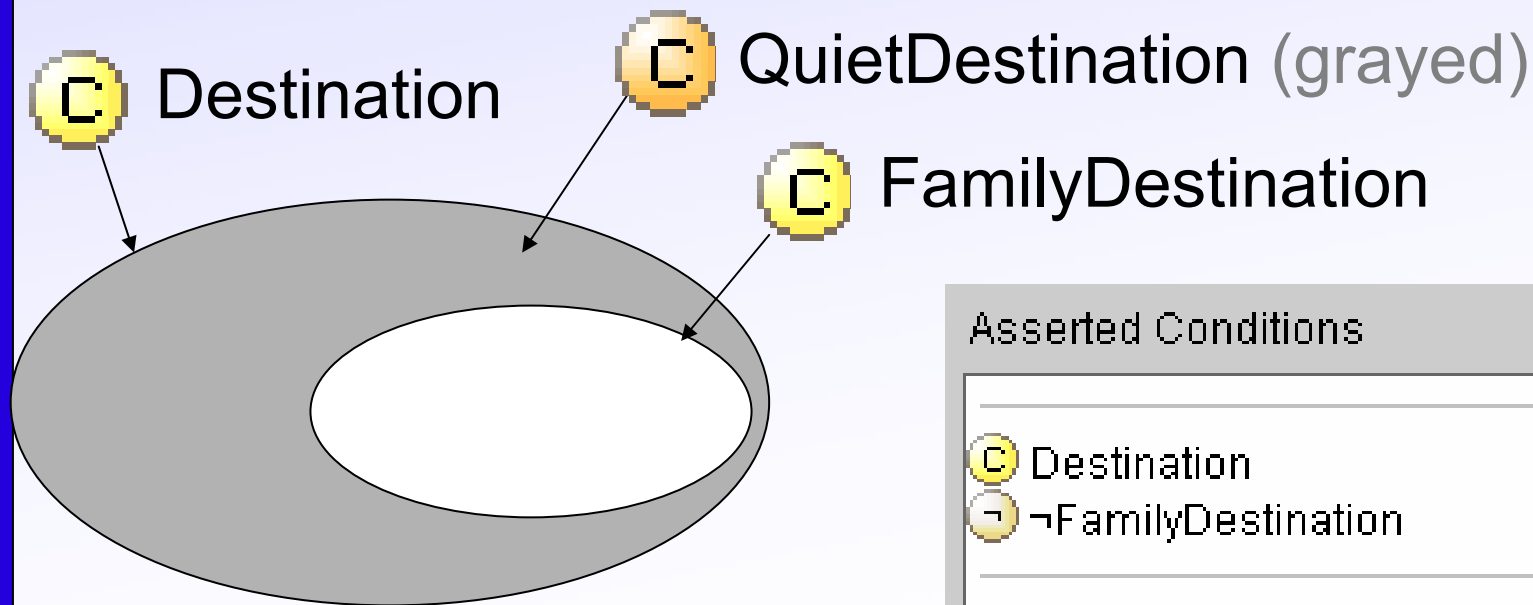 C Destination
C QuietDestination (grayed)
C FamilyDestination
Asserted Conditions
C Destination
¬ ¬FamilyDestination